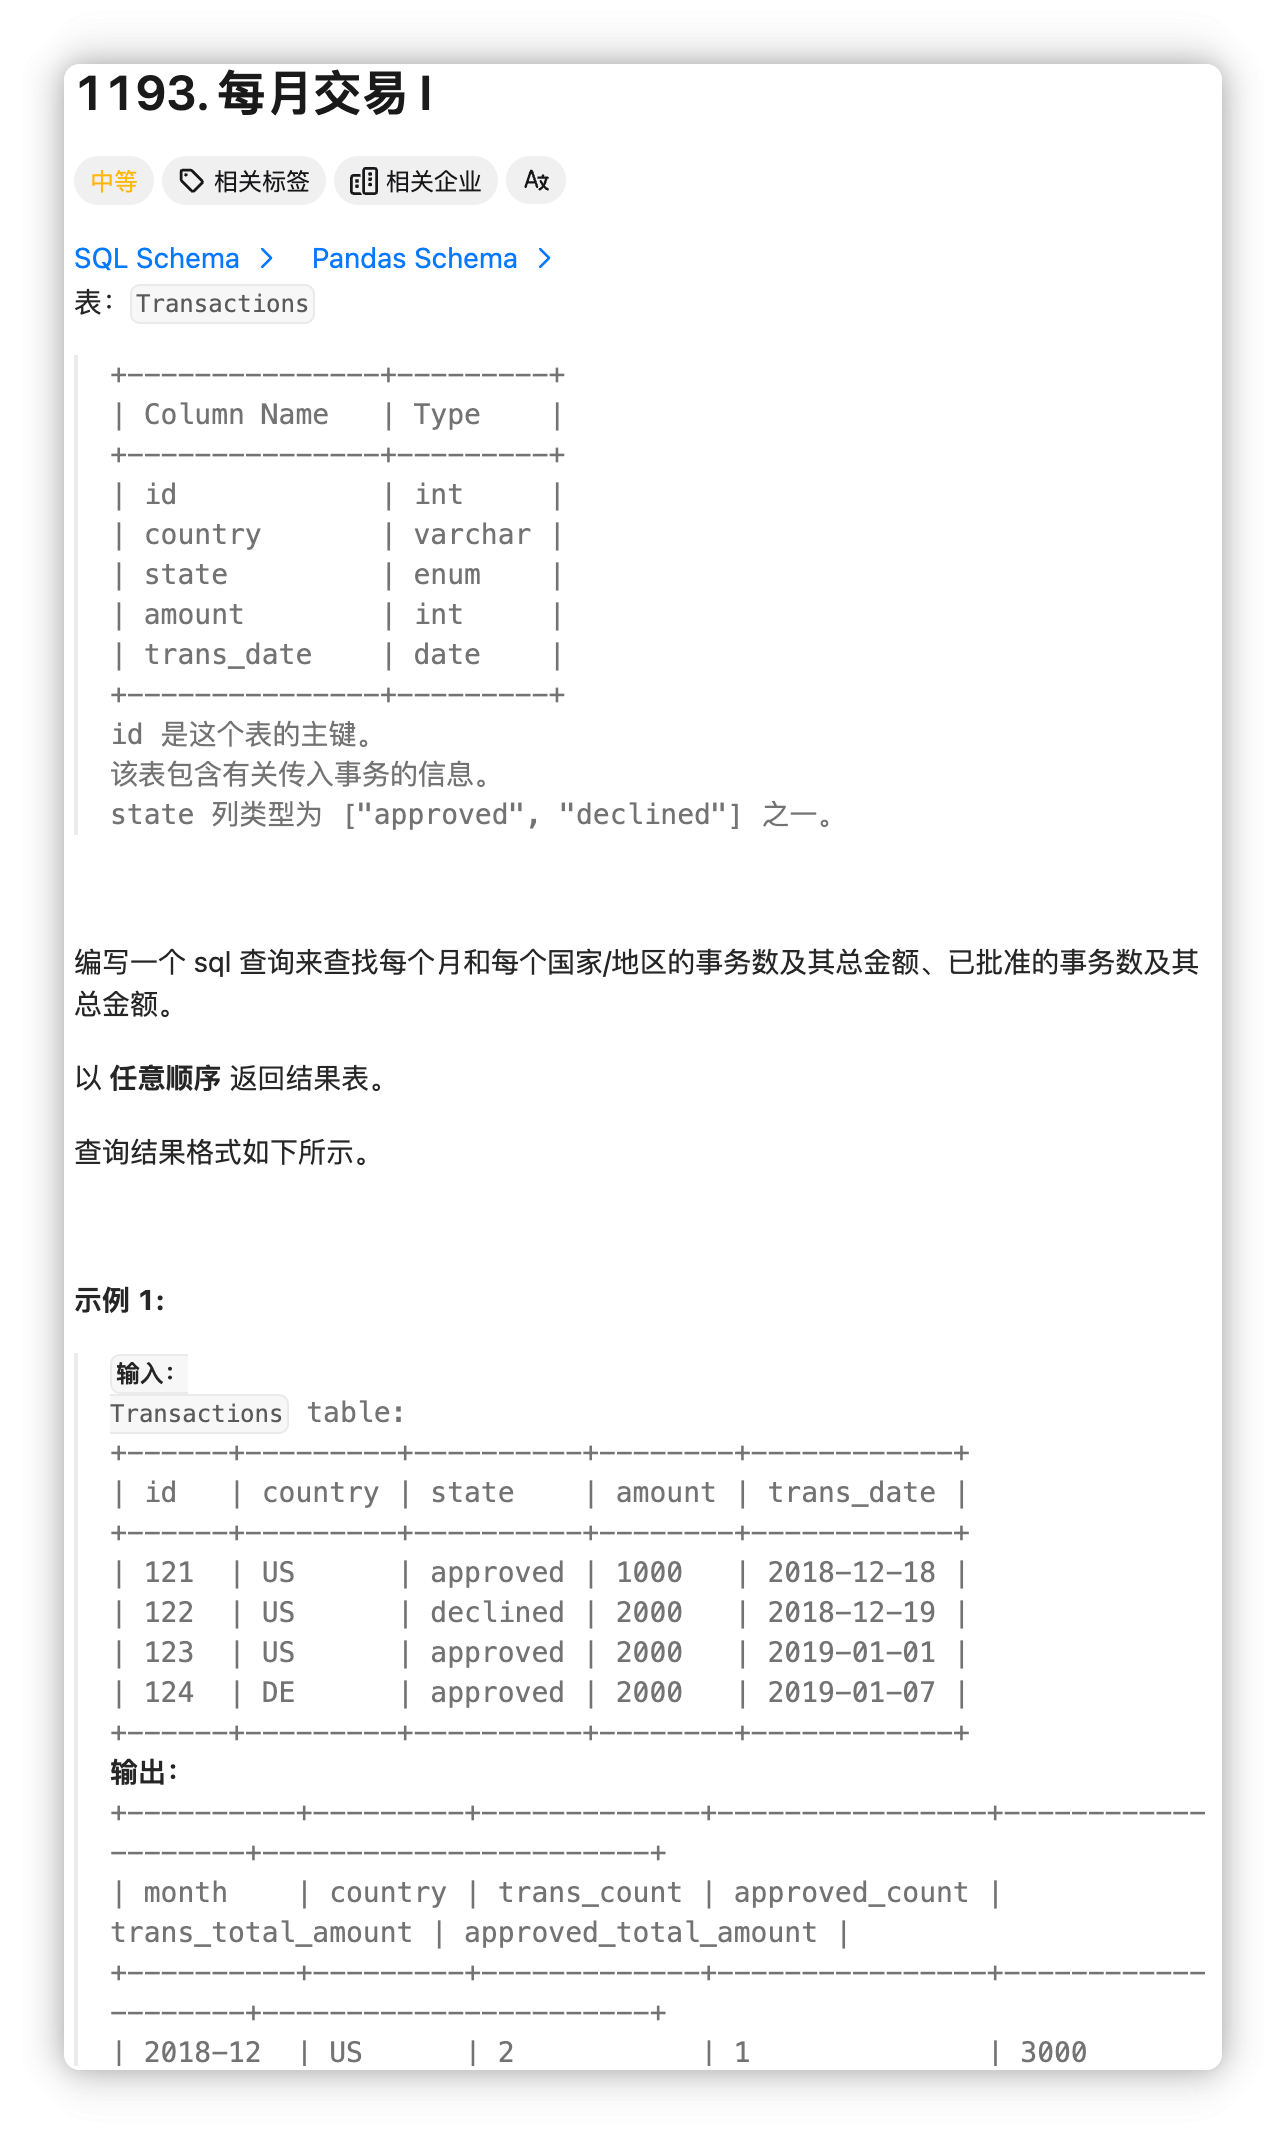 1193. 每月交易 I
中等 相关标签 相关企业
SQL Schema Pandas Schema
表： Transactions
+---------------+---------+
| Column Name   | Type    |
+---------------+---------+
| id            | int     |
| country       | varchar |
| state         | enum    |
| amount        | int     |
| trans_date    | date    |
+---------------+---------+
id 是这个表的主键。
该表包含有关传入事务的信息。
state 列类型为 ["approved", "declined"] 之一。
编写一个 sql 查询来查找每个月和每个国家/地区的事务数及其总金额、已批准的事务数及其
总金额。
以 任意顺序 返回结果表。
查询结果格式如下所示。
示例 1:
输入：
Transactions table:
+------+---------+----------+--------+------------+
| id   | country | state    | amount | trans_date |
+------+---------+----------+--------+------------+
| 121  | US      | approved | 1000   | 2018-12-18 |
| 122  | US      | declined | 2000   | 2018-12-19 |
| 123  | US      | approved | 2000   | 2019-01-01 |
| 124  | DE      | approved | 2000   | 2019-01-07 |
+------+---------+----------+--------+------------+
输出：
+----------+---------+-------------+----------------+------------
--------+-----------------------+
| month    | country | trans_count | approved_count |
trans_total_amount | approved_total_amount |
+----------+---------+-------------+----------------+------------
--------+-----------------------+
| 2018-12  | US      | 2           | 1              | 3000